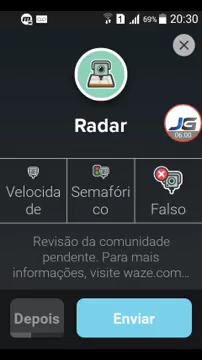 1 69% 20:30
Radar
JG
06:00
Velocida
de
Semafóri
co
Falso
Revisão da comunidade
pendente. Para mais
informações, visite waze.com...
Depois
Enviar